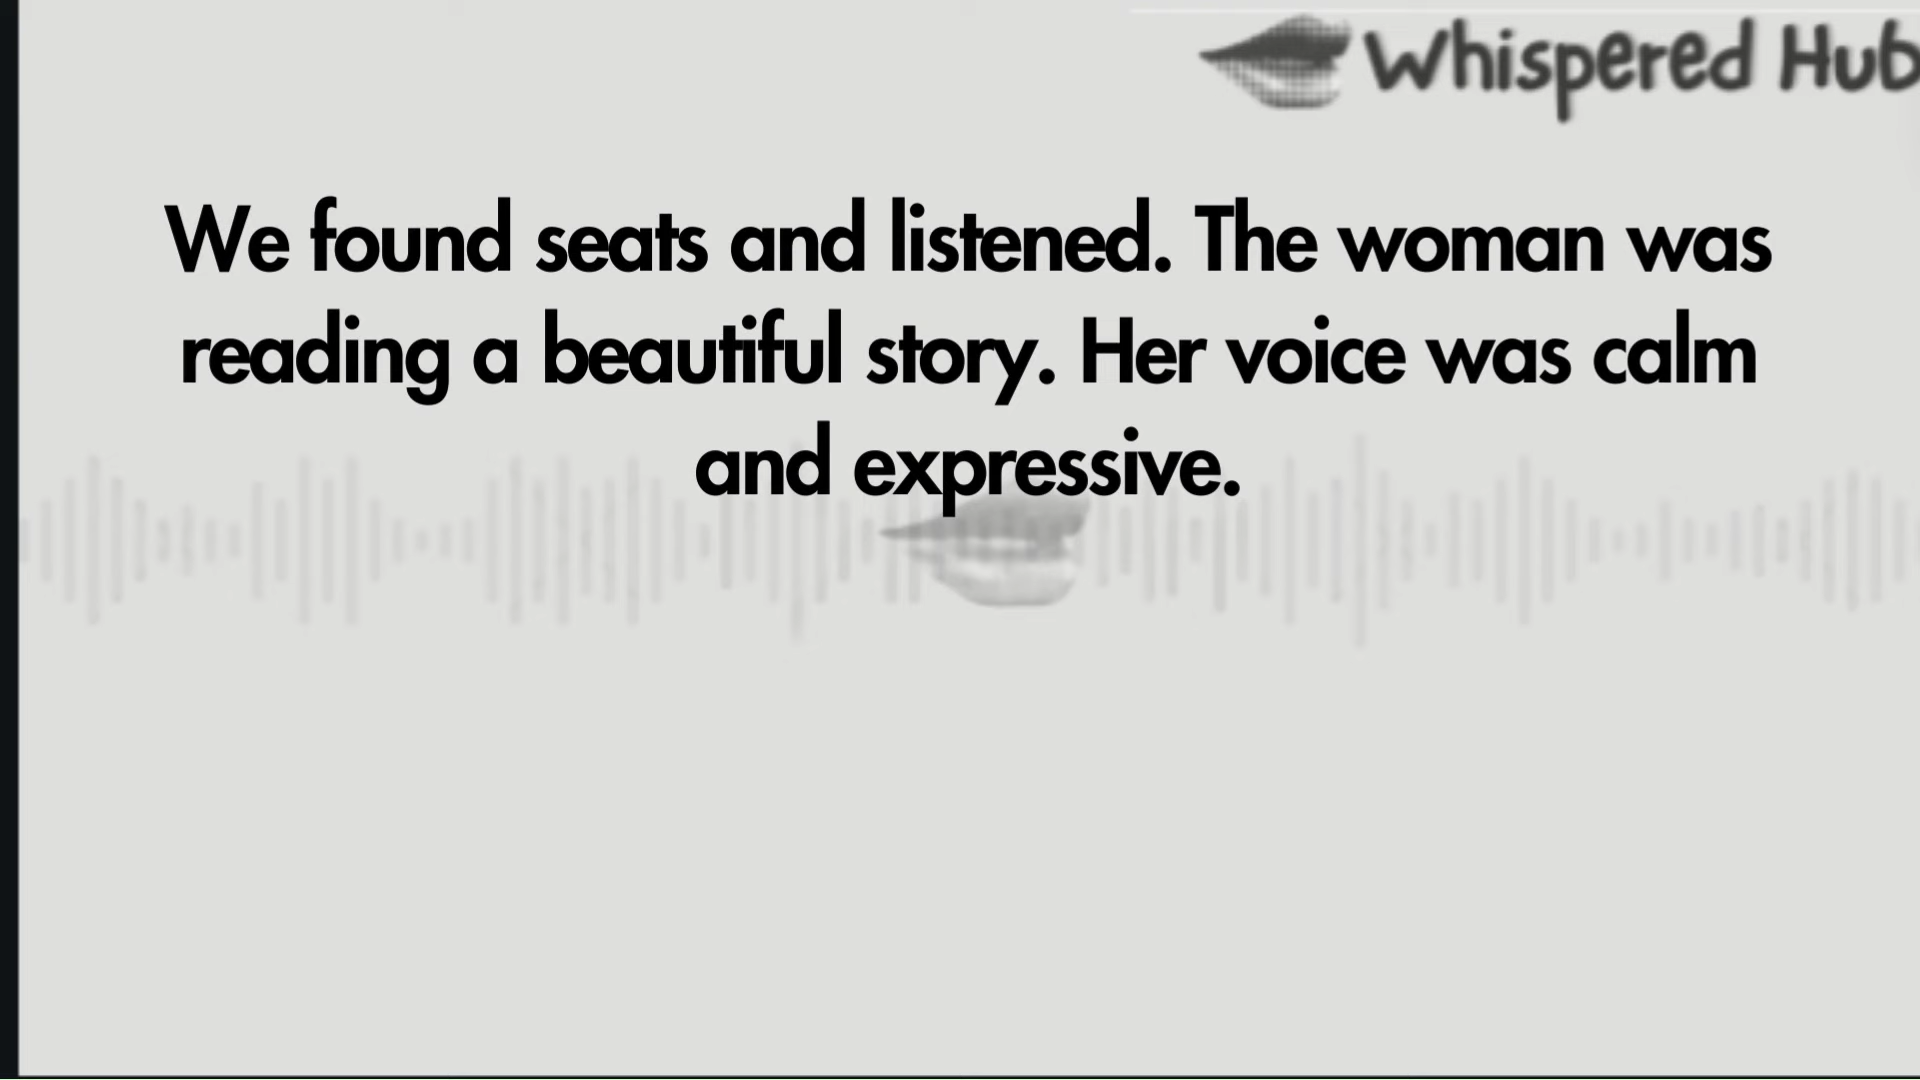 Whispered Hub
We found seats and listened. The woman was
reading a beautiful story. Her voice was calm
and expressive.